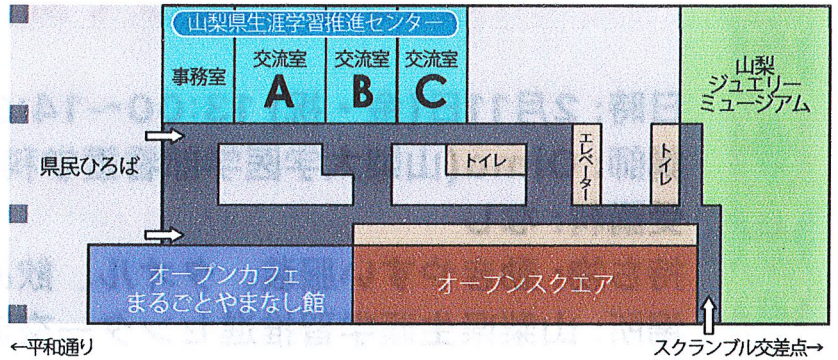 山梨県生涯学習推進センター
事務室
交流室
A
交流室
B
交流室
C
山梨
ジュエリー
ミュージアム
県民ひろば
トイレ
エレベーター
トイレ
オープンカフェ
まるごとやまなし館
オープンスクエア
←平和通り
スクランブル交差点→